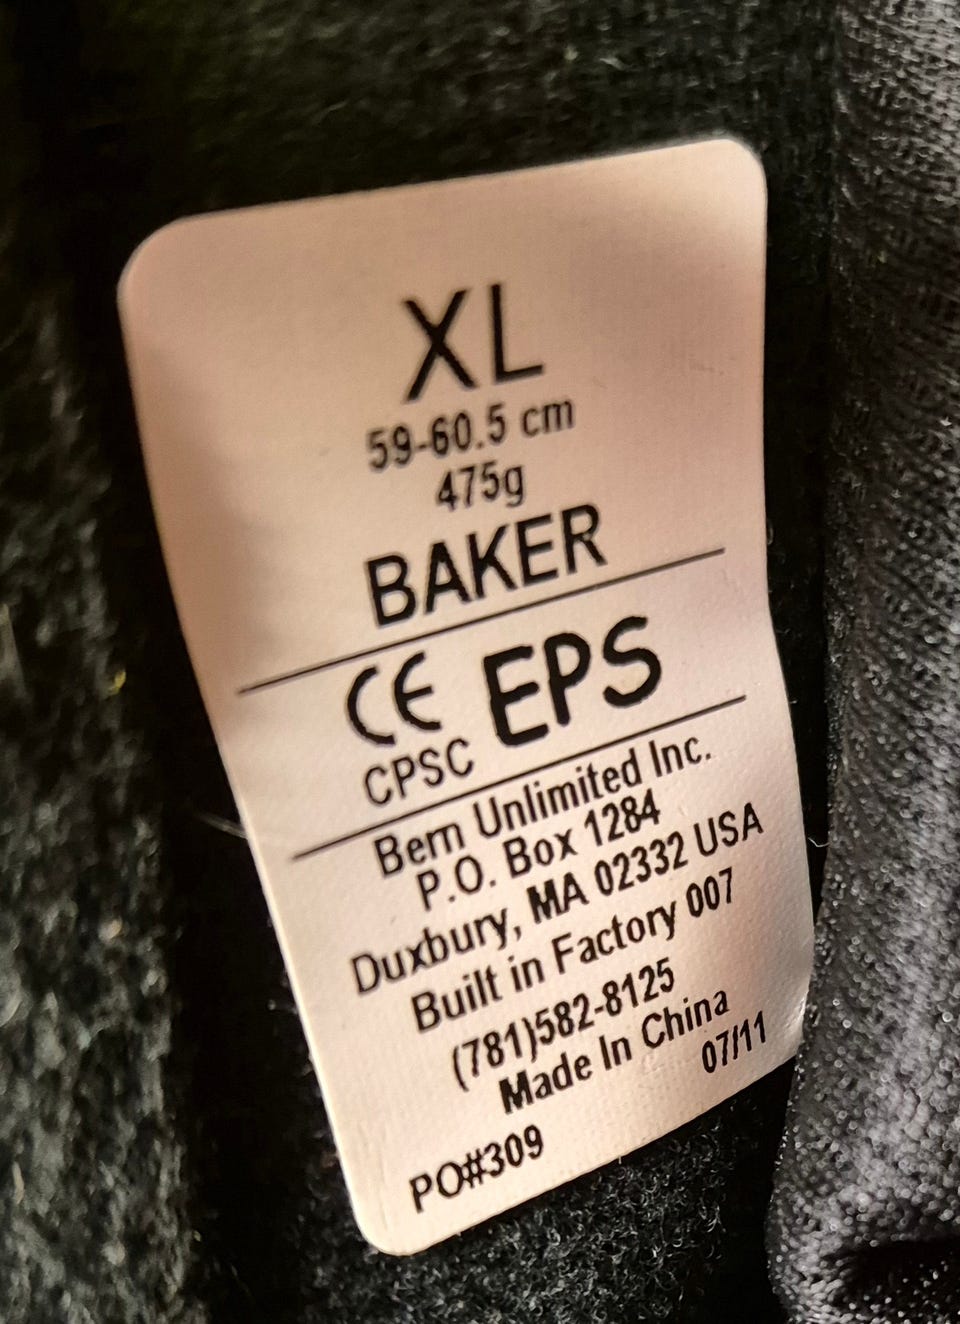 XL
59-60.5 cm
475g
BAKER
CE EPS
CPSC
Bern Unlimited Inc.
P.O. Box 1284
Duxbury, MA 02332 USA
Built in Factory 007
(781)582-8125
Made In China
07/11
PO#309